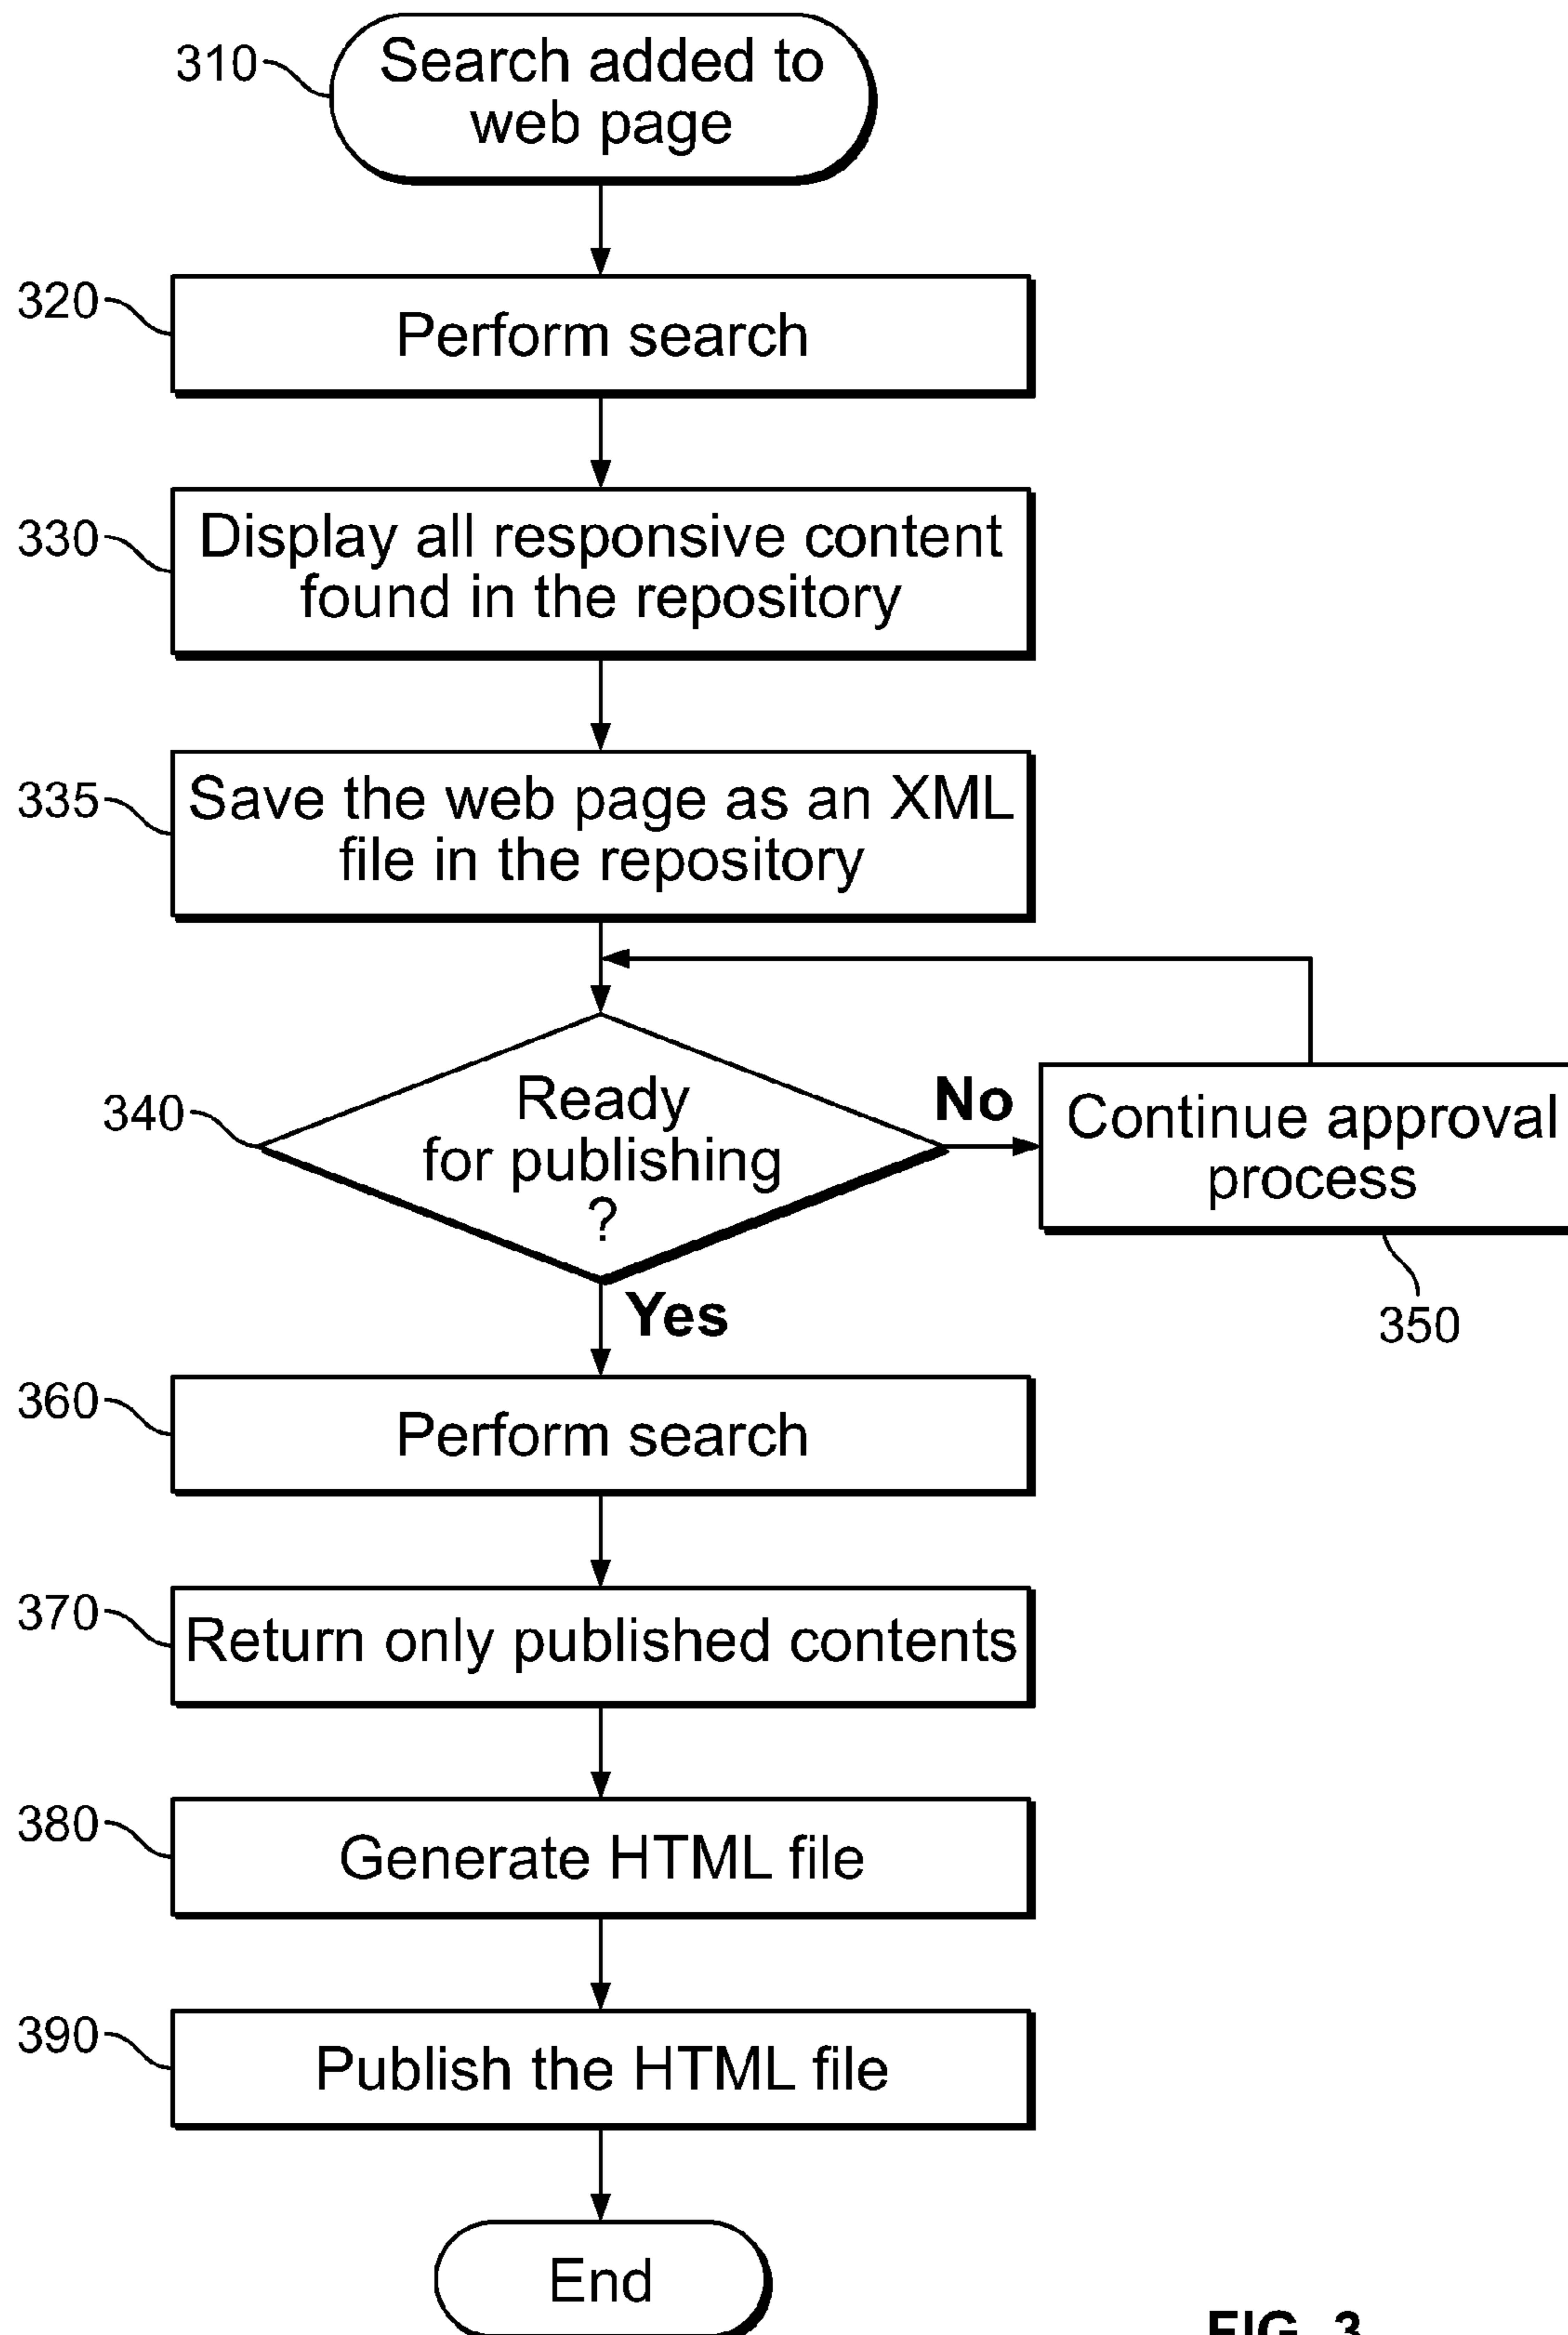 310
Search added to
web page
320
Perform search
330
Display all responsive content
found in the repository
335
Save the web page as an XML
file in the repository
340
Ready
for publishing
?
No
Continue approval
process
350
Yes
360
Perform search
370
Return only published contents
380
Generate HTML file
390
Publish the HTML file
End
FIG. 3